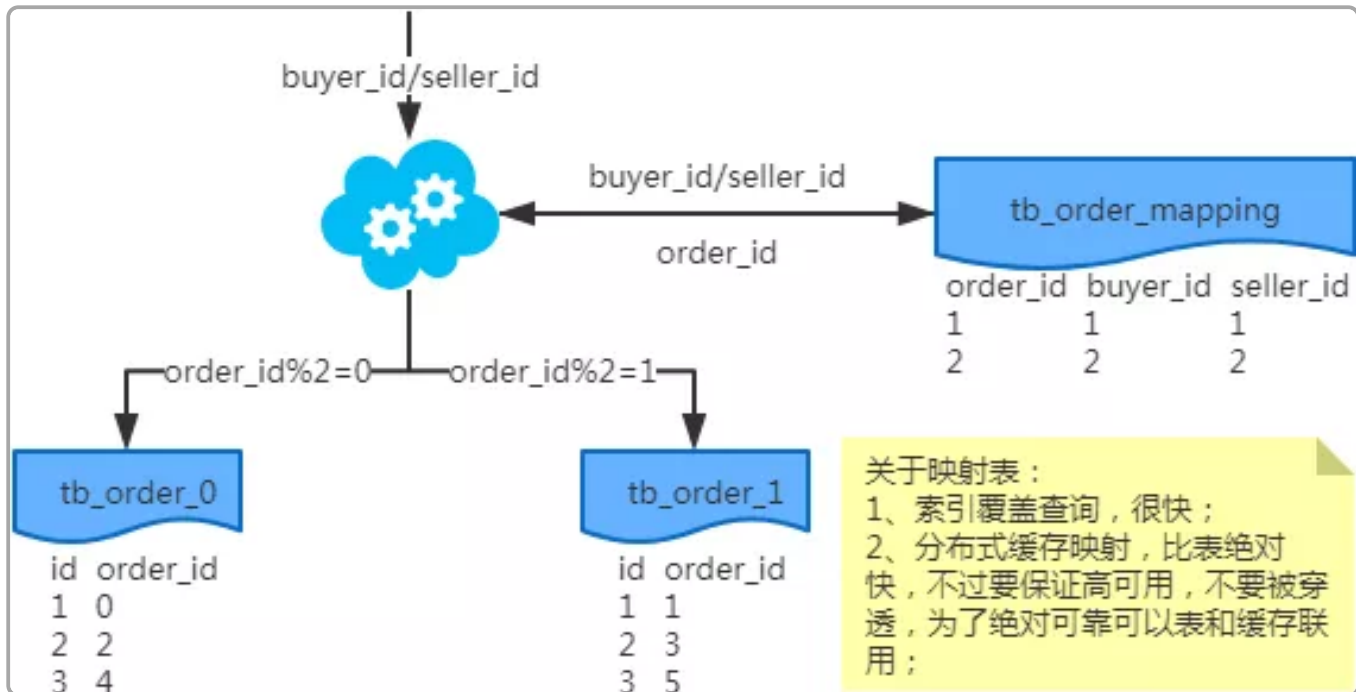 buyer_id/seller_id
buyer_id/seller_id
order_id
tb_order_mapping
order_id buyer_id seller_id
1 1 1
2 2 2
order_id%2=0
order_id%2=1
tb_order_0
id order_id
1 0
2 2
3 4
tb_order_1
id order_id
1 1
2 3
3 5
关于映射表：
1、索引覆盖查询，很快；
2、分布式缓存映射，比表绝对
快，不过要保证高可用，不要被穿
透，为了绝对可靠可以表和缓存联
用；